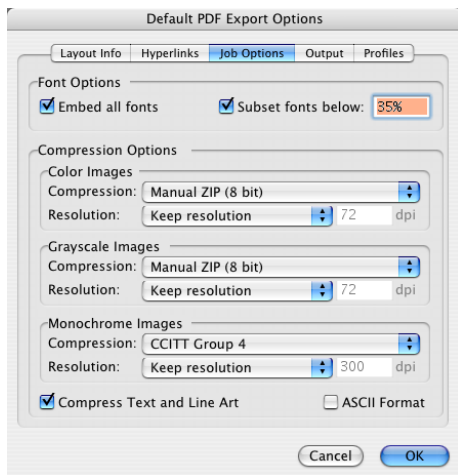 Default PDF Export Options
Layout Info Hyperlinks Job Options Output Profiles
Font Options
Embed all fonts Subset fonts below: 35%
Compression Options
Color Images
Compression: Manual ZIP (8 bit)
Resolution: Keep resolution 72 dpi
Grayscale Images
Compression: Manual ZIP (8 bit)
Resolution: Keep resolution 72 dpi
Monochrome Images
Compression: CCITT Group 4
Resolution: Keep resolution 300 dpi
Compress Text and Line Art ASCII Format
Cancel OK